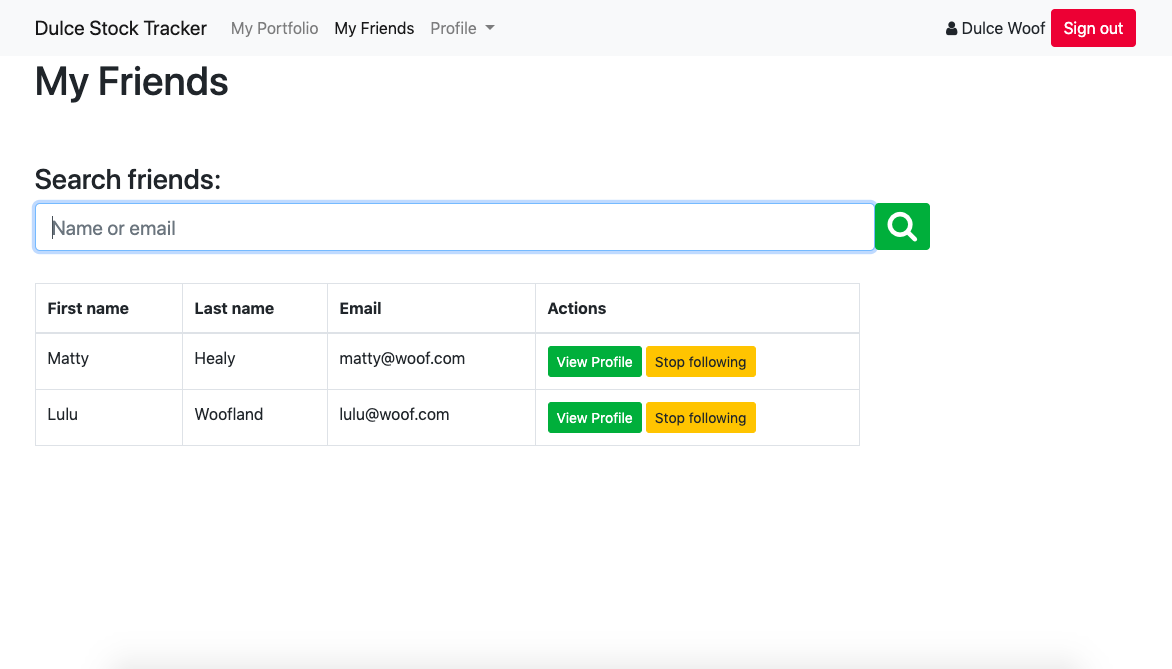 Dulce Stock Tracker My Portfolio My Friends Profile Dulce Woof Sign out
My Friends
Search friends:
Name or email
First name Last name Email Actions
Matty Healy matty@woof.com View Profile Stop following
Lulu Woofland lulu@woof.com View Profile Stop following